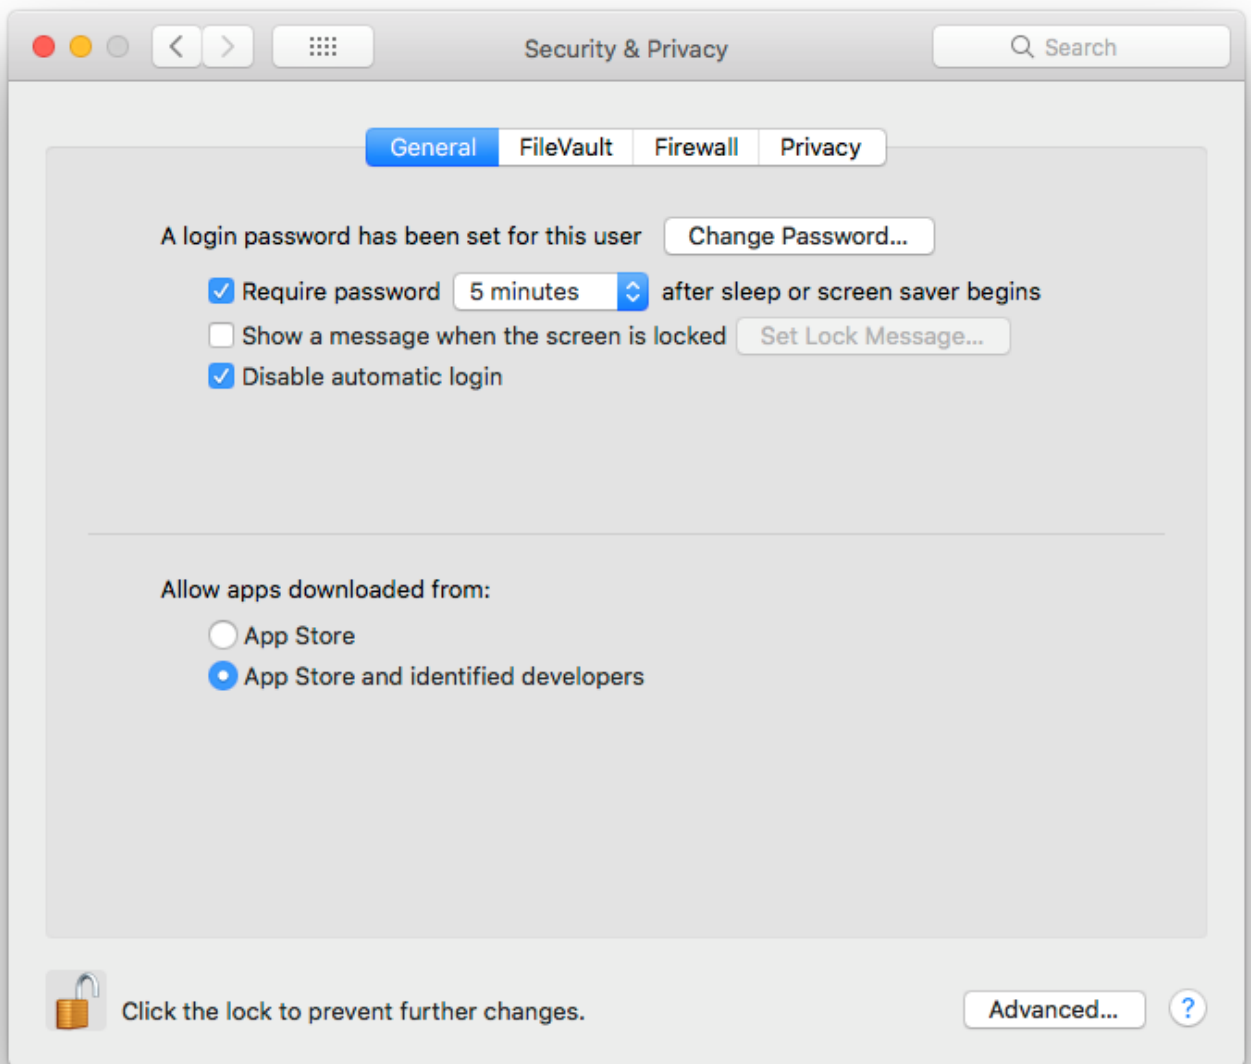 Security & Privacy
Search
General FileVault Firewall Privacy
A login password has been set for this user Change Password...
Require password 5 minutes after sleep or screen saver begins
Show a message when the screen is locked Set Lock Message...
Disable automatic login
Allow apps downloaded from:
App Store
App Store and identified developers
Click the lock to prevent further changes. Advanced... ?